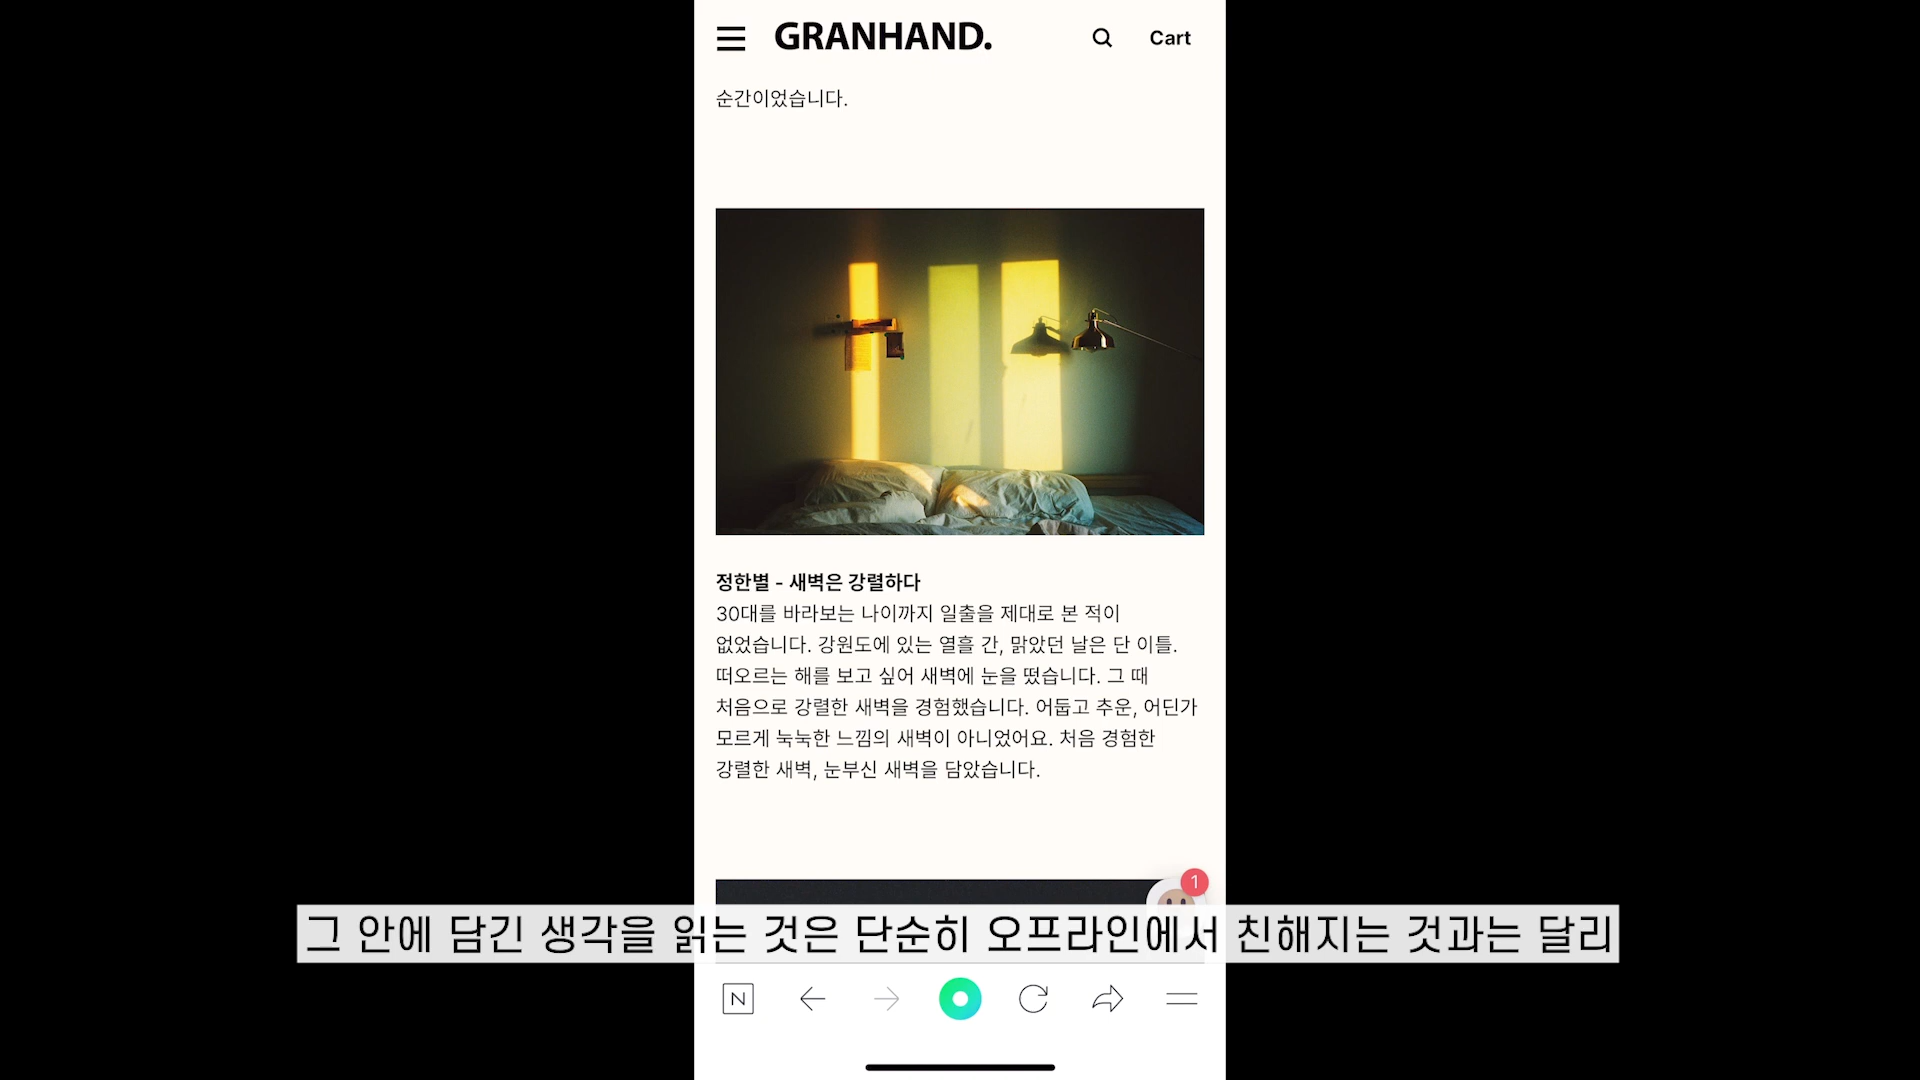 GRANHAND.
Cart
순간이었습니다.
정한별 - 새벽은 강렬하다
30대를 바라보는 나이까지 일출을 제대로 본 적이
없었습니다. 강원도에 있는 열흘 간, 맑았던 날은 단 이틀.
떠오르는 해를 보고 싶어 새벽에 눈을 떴습니다. 그 때
처음으로 강렬한 새벽을 경험했습니다. 어둡고 추운, 어딘가
모르게 눅눅한 느낌의 새벽이 아니었어요. 처음 경험한
강렬한 새벽, 눈부신 새벽을 담았습니다.
1
그 안에 담긴 생각을 읽는 것은 단순히 오프라인에서 친해지는 것과는 달리
N